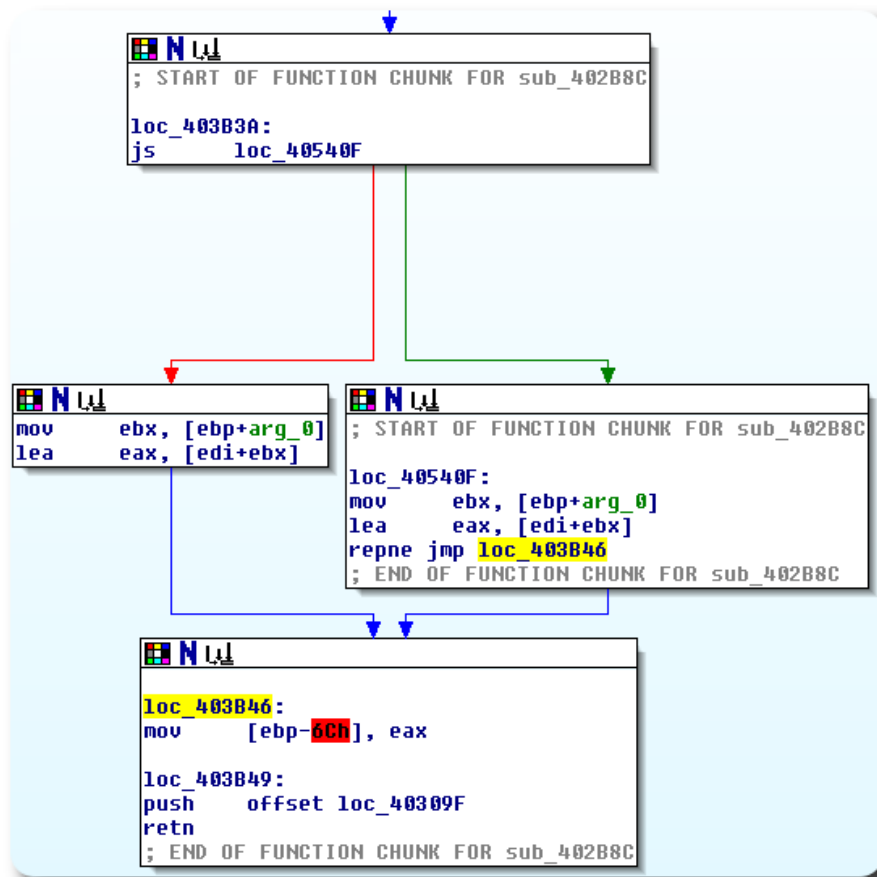 ; START OF FUNCTION CHUNK FOR sub_402B8C
loc_403B3A:
js loc_40540F
mov ebx, [ebp+arg_0]
lea eax, [edi+ebx]
; START OF FUNCTION CHUNK FOR sub_402B8C
loc_40540F:
mov ebx, [ebp+arg_0]
lea eax, [edi+ebx]
repne jmp loc_403B46
; END OF FUNCTION CHUNK FOR sub_402B8C
loc_403B46:
mov [ebp-6Ch], eax
loc_403B49:
push offset loc_40309F
retn
; END OF FUNCTION CHUNK FOR sub_402B8C